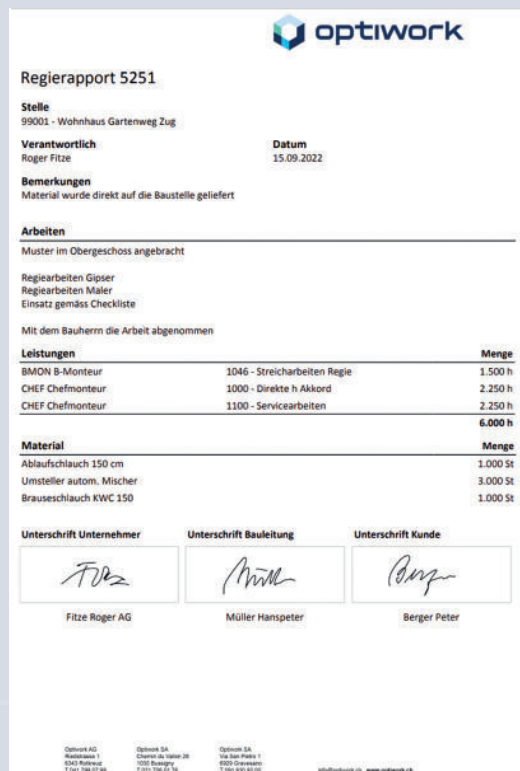 optiwork
Regierapport 5251
Stelle
99001 - Wohnhaus Gartenweg Zug
Verantwortlich Datum
Roger Fitze 15.09.2022
Bemerkungen
Material wurde direkt auf die Baustelle geliefert
Arbeiten
Muster im Obergeschoss angebracht
Regiearbeiten Gipser
Regiearbeiten Maler
Einsatz gemäss Checkliste
Mit dem Bauherrn die Arbeit abgenommen
Leistungen Menge
BMON B-Monteur 1046 - Streicharbeiten Regie 1.500 h
CHEF Chefmonteur 1000 - Direkte h Akkord 2.250 h
CHEF Chefmonteur 1100 - Servicearbeiten 2.250 h
6.000 h
Material Menge
Ablaufschlauch 150 cm 1.000 St
Umsteller autom. Mischer 3.000 St
Brauseschlauch KWC 150 1.000 St
Unterschrift Unternehmer Unterschrift Bauleitung Unterschrift Kunde
Fitze Roger AG Müller Hanspeter Berger Peter
Optiwork AG Optiwork SA Optiwork SA